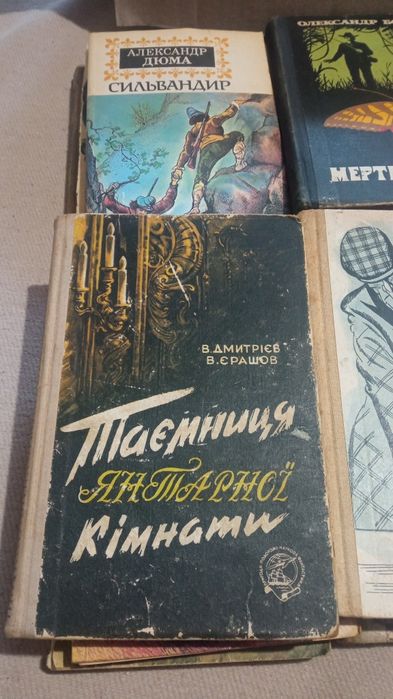 АЛЕКСАНДР
ДЮМА
СИЛЬВАНДИР
ОЛЕКСАНДР
МЕРТ
В. ДМИТРІЄВ
В. ЄРАШОВ
Таємниця
ЯНТАРНОЇ
Кімнати